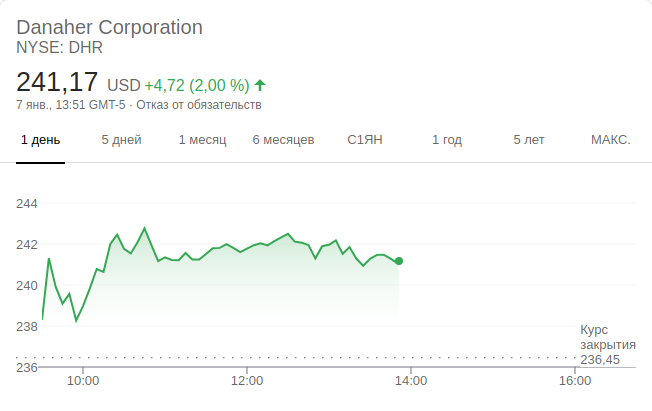 Danaher Corporation
NYSE: DHR
241,17 USD +4,72 (2,00 %)
7 янв., 13:51 GMT-5 · Отказ от обязательств
1 день 5 дней 1 месяц 6 месяцев С1ЯН 1 год 5 лет МАКС.
244
242
240
238
Курс
закрытия
236,45
236
10:00 12:00 14:00 16:00